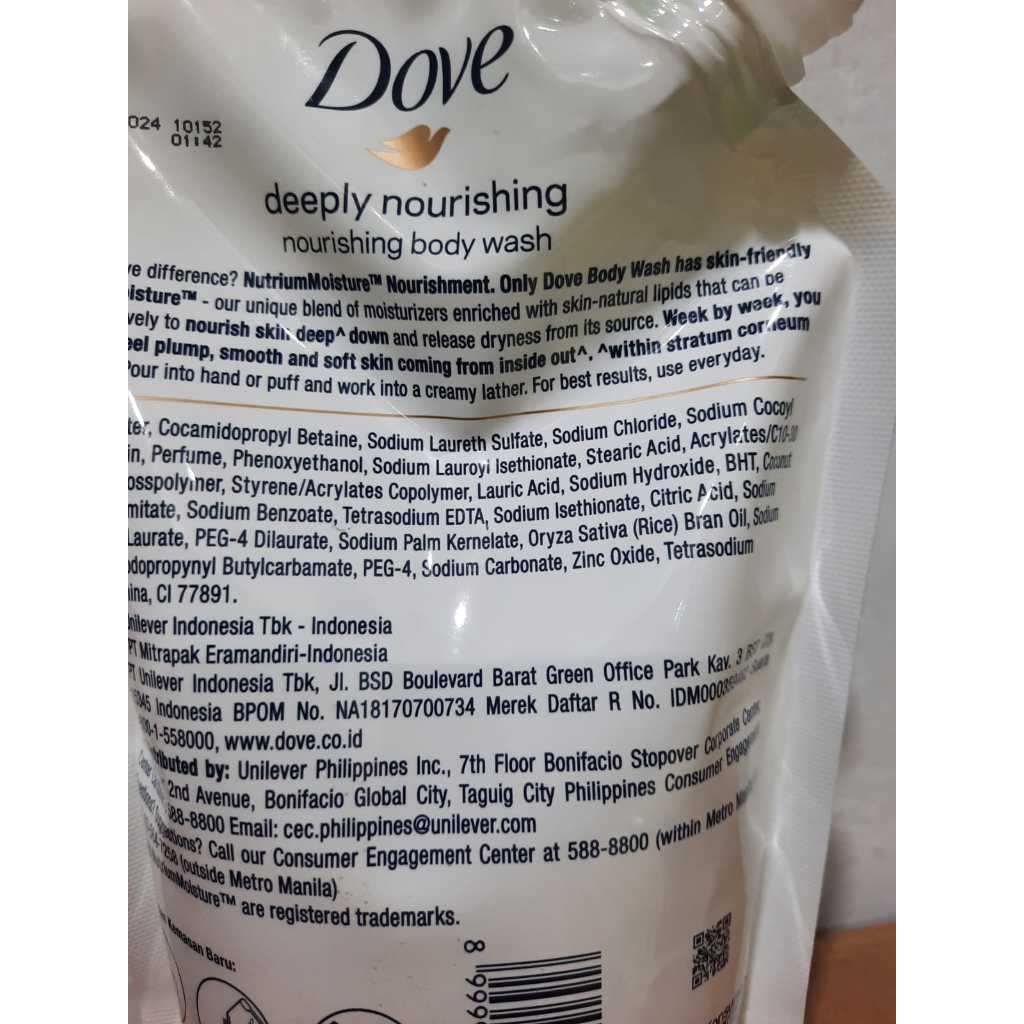 Dove
024 10152
01142
deeply nourishing
nourishing body wash
ve difference? NutriumMoisture™ Nourishment. Only Dove Body Wash has skin-friendly
isture™ - our unique blend of moisturizers enriched with skin-natural lipids that can be
vely to nourish skin deep^ down and release dryness from its source. Week by week, you
eel plump, smooth and soft skin coming from inside out^. ^within stratum corneum
Pour into hand or puff and work into a creamy lather. For best results, use everyday.
ter, Cocamidopropyl Betaine, Sodium Laureth Sulfate, Sodium Chloride, Sodium Cocoyl
in, Perfume, Phenoxyethanol, Sodium Lauroyl Isethionate, Stearic Acid, Acrylates/C10-30
osspolymer, Styrene/Acrylates Copolymer, Lauric Acid, Sodium Hydroxide, BHT, Coconut
mitate, Sodium Benzoate, Tetrasodium EDTA, Sodium Isethionate, Citric Acid, Sodium
Laurate, PEG-4 Dilaurate, Sodium Palm Kernelate, Oryza Sativa (Rice) Bran Oil, Sodium
dopropynyl Butylcarbamate, PEG-4, Sodium Carbonate, Zinc Oxide, Tetrasodium
ina, CI 77891.
Unilever Indonesia Tbk - Indonesia
PT Mitrapak Eramandiri-Indonesia
PT Unilever Indonesia Tbk, Jl. BSD Boulevard Barat Green Office Park Kav. 3
Indonesia BPOM No. NA18170700734 Merek Daftar R No.
-1-558000, www.dove.co.id
ributed by: Unilever Philippines Inc., 7th Floor Bonifacio Stopover Corporate Center,
2nd Avenue, Bonifacio Global City, Taguig City Philippines Consumer Engagement
588-8800 Email: cec.philippines@unilever.com
Call our Consumer Engagement Center at 588-8800 (within Metro
(outside Metro Manila)
are registered trademarks.
Kemasan Baru:
8 999